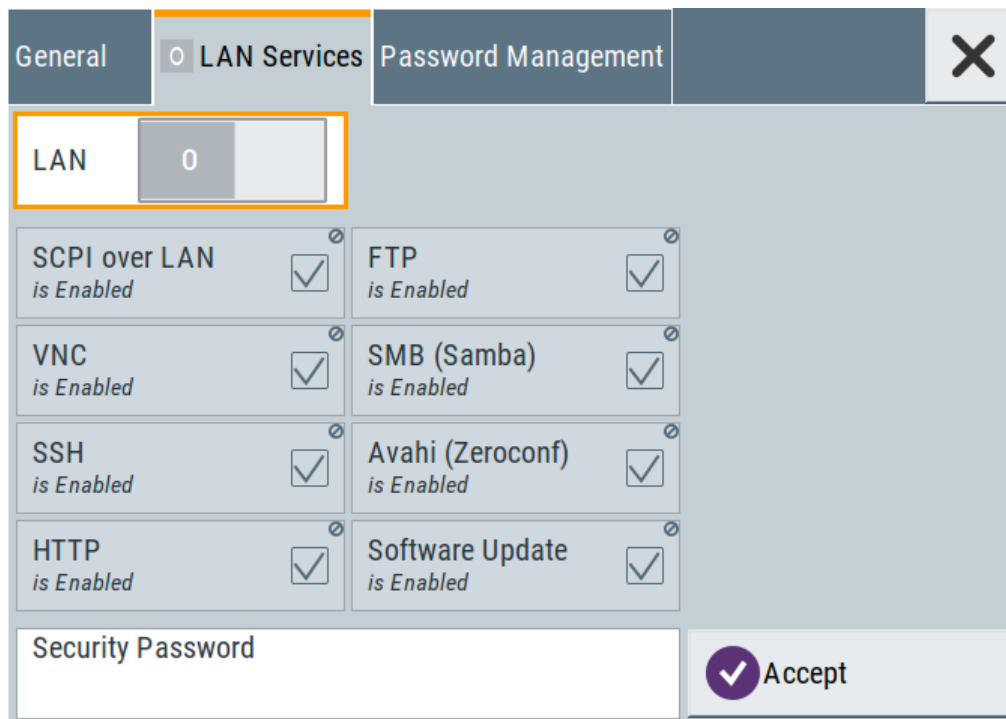 General
0 LAN Services
Password Management
LAN
0
SCPI over LAN
is Enabled
FTP
is Enabled
VNC
is Enabled
SMB (Samba)
is Enabled
SSH
is Enabled
Avahi (Zeroconf)
is Enabled
HTTP
is Enabled
Software Update
is Enabled
Security Password
Accept